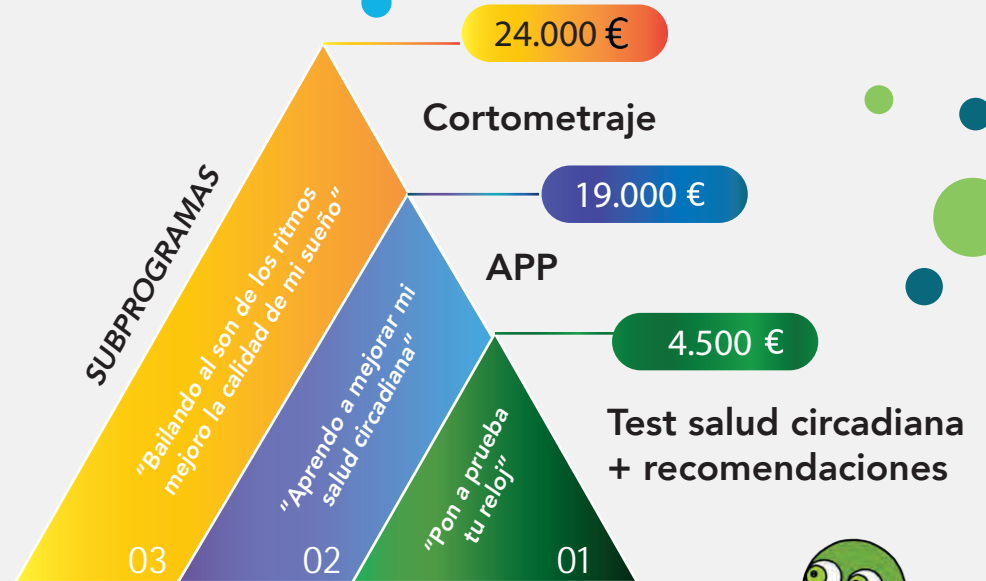 24.000 €
Cortometraje
19.000 €
APP
4.500 €
Test salud circadiana
+ recomendaciones
SUBPROGRAMAS
"Bailando al son de los ritmos
mejoro la calidad de mi sueño"
"Aprendo a mejorar mi
salud circadiana"
"Pon a prueba
tu reloj"
03
02
01